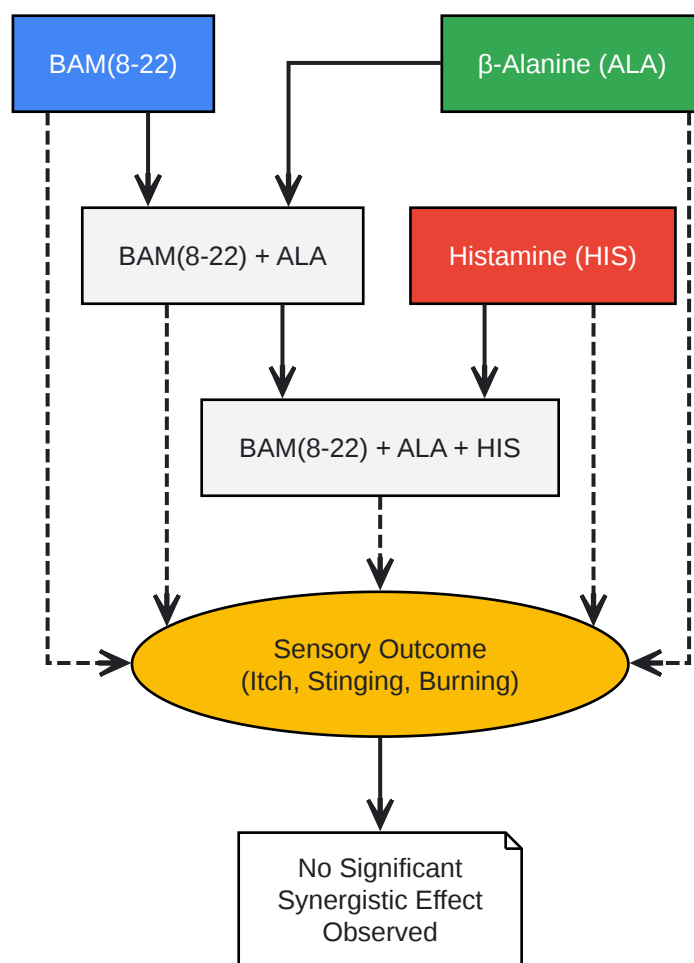 BAM(8-22)
β-Alanine (ALA)
BAM(8-22) + ALA
Histamine (HIS)
BAM(8-22) + ALA + HIS
Sensory Outcome
(Itch, Stinging, Burning)
No Significant
Synergistic Effect
Observed